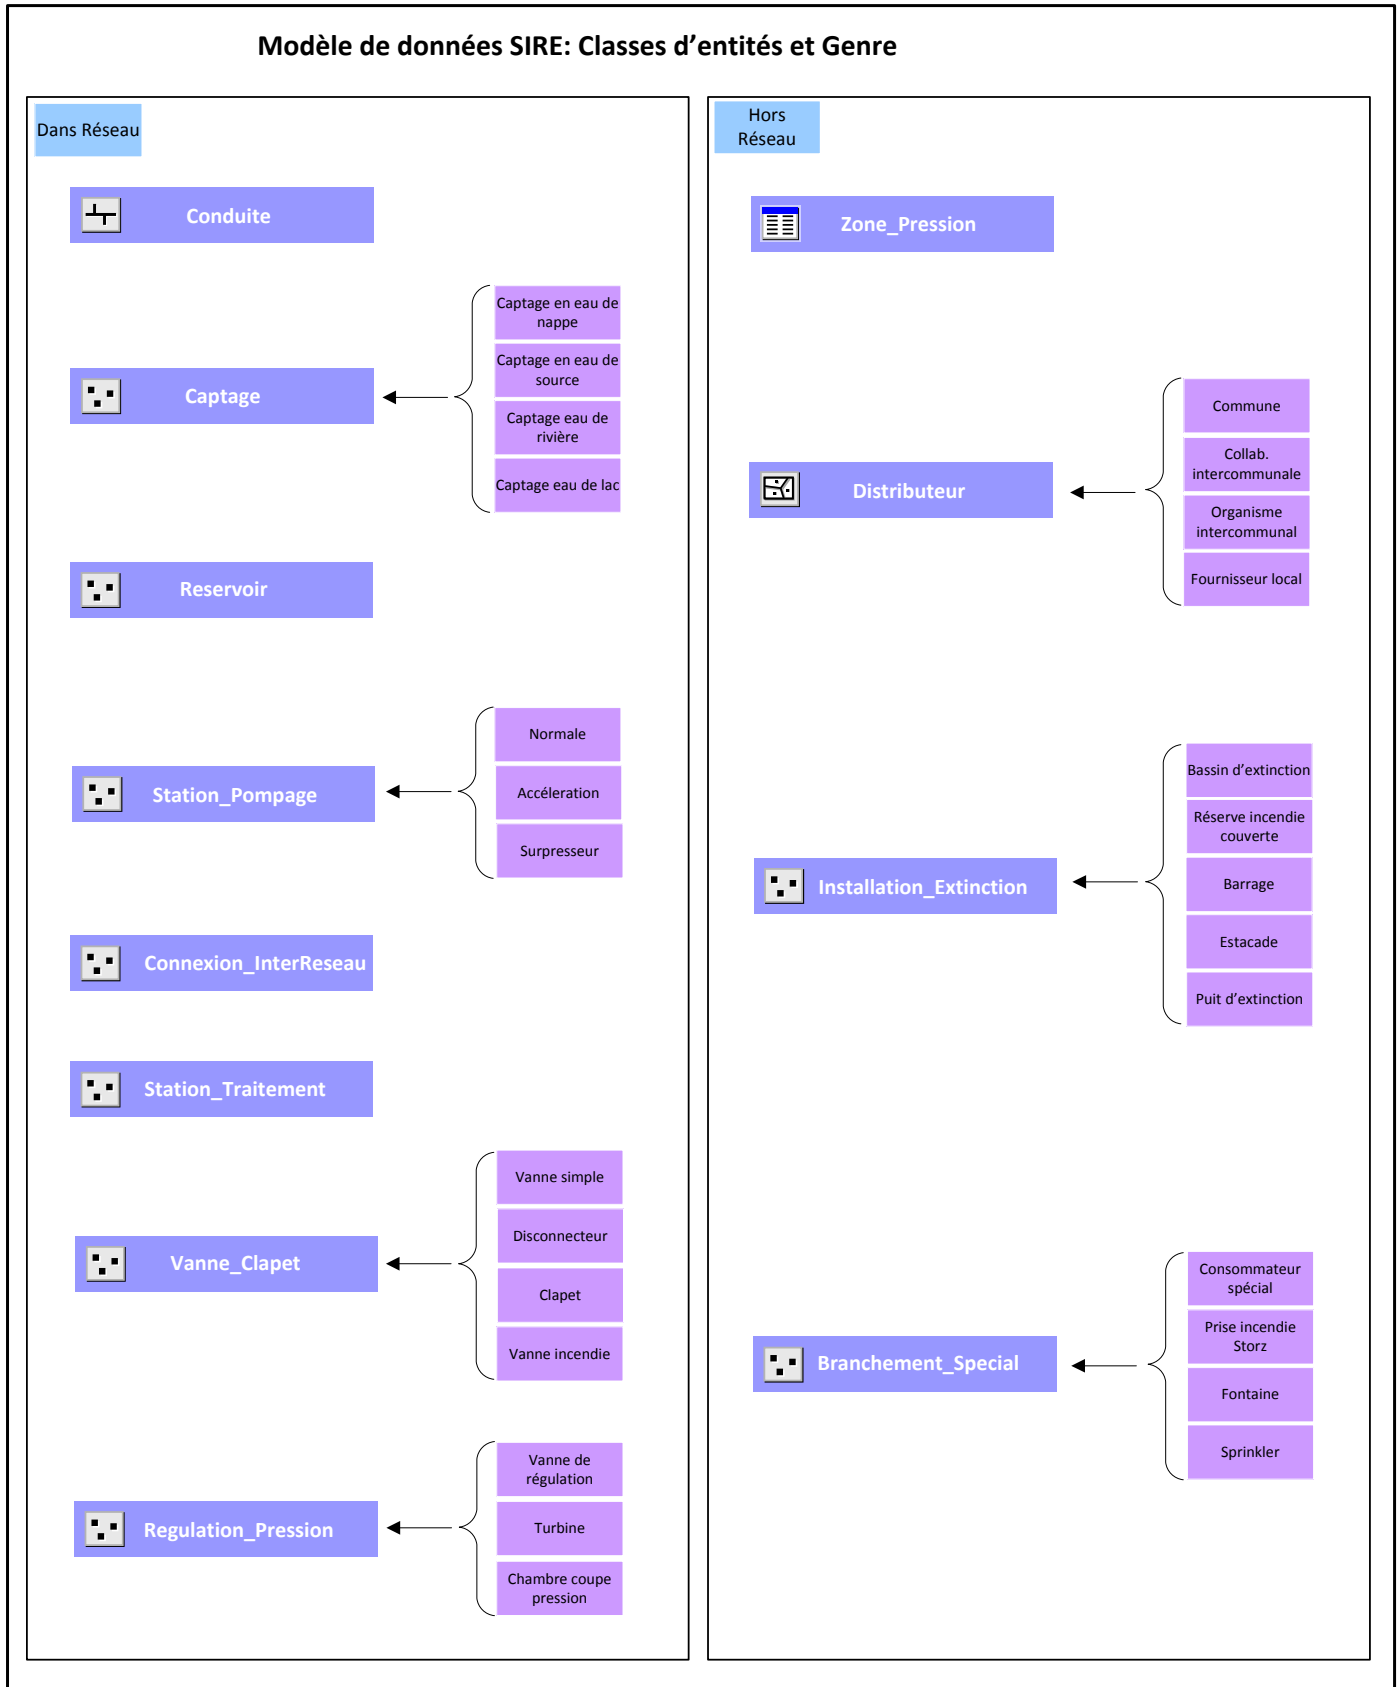 Modèle de données SIRE: Classes d’entités et Genre
Dans Réseau
Conduite
Captage
Captage en eau de
nappe
Captage en eau de
source
Captage eau de
rivière
Captage eau de lac
Reservoir
Station_Pompage
Normale
Accéleration
Surpresseur
Connexion_InterReseau
Station_Traitement
Vanne_Clapet
Vanne simple
Disconnecteur
Clapet
Vanne incendie
Regulation_Pression
Vanne de
régulation
Turbine
Chambre coupe
pression
Hors
Réseau
Zone_Pression
Distributeur
Commune
Collab.
intercommunale
Organisme
intercommunal
Fournisseur local
Installation_Extinction
Bassin d’extinction
Réserve incendie
couverte
Barrage
Estacade
Puit d’extinction
Branchement_Special
Consommateur
spécial
Prise incendie
Storz
Fontaine
Sprinkler